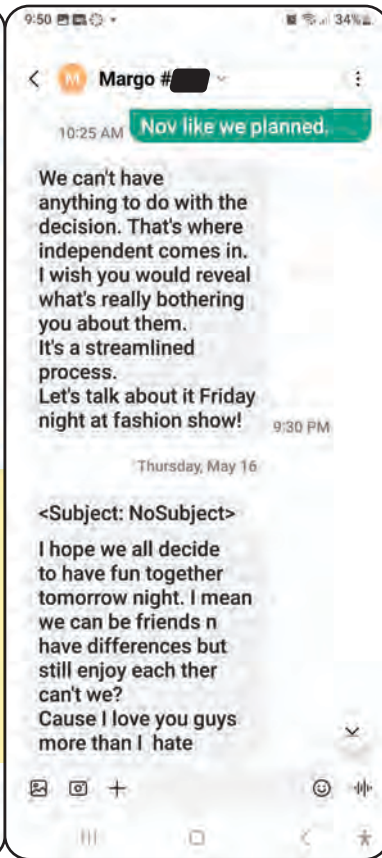 9:50 34%
M Margo #
10:25 AM Nov like we planned.
We can't have
anything to do with the
decision. That's where
independent comes in.
I wish you would reveal
what's really bothering
you about them.
It's a streamlined
process.
Let's talk about it Friday
night at fashion show! 9:30 PM
Thursday, May 16
<Subject: NoSubject>
I hope we all decide
to have fun together
tomorrow night. I mean
we can be friends n
have differences but
still enjoy each ther
can't we?
Cause I love you guys
more than I hate